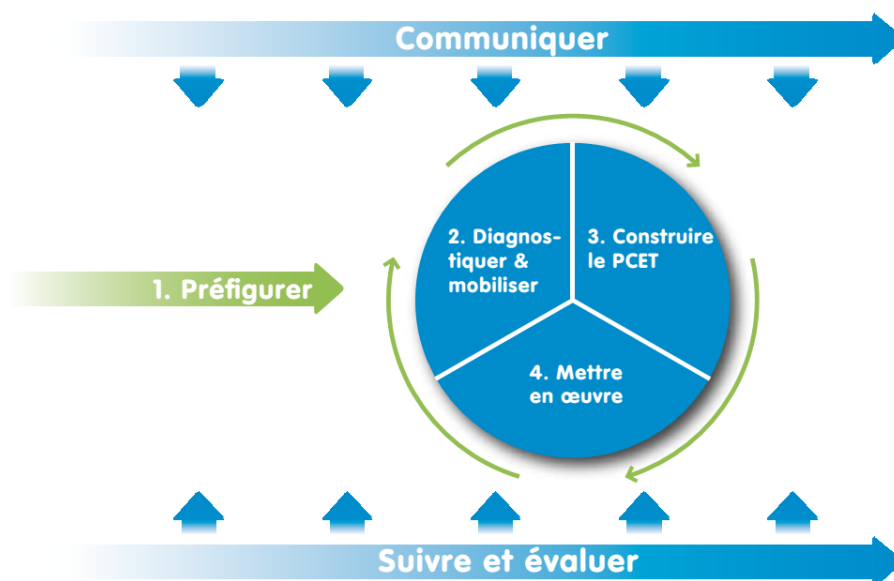 Communiquer
2. Diagnos-
tiquer &
mobiliser
3. Construire
le PCET
1. Préfigurer
4. Mettre
en œuvre
Suivre et évaluer